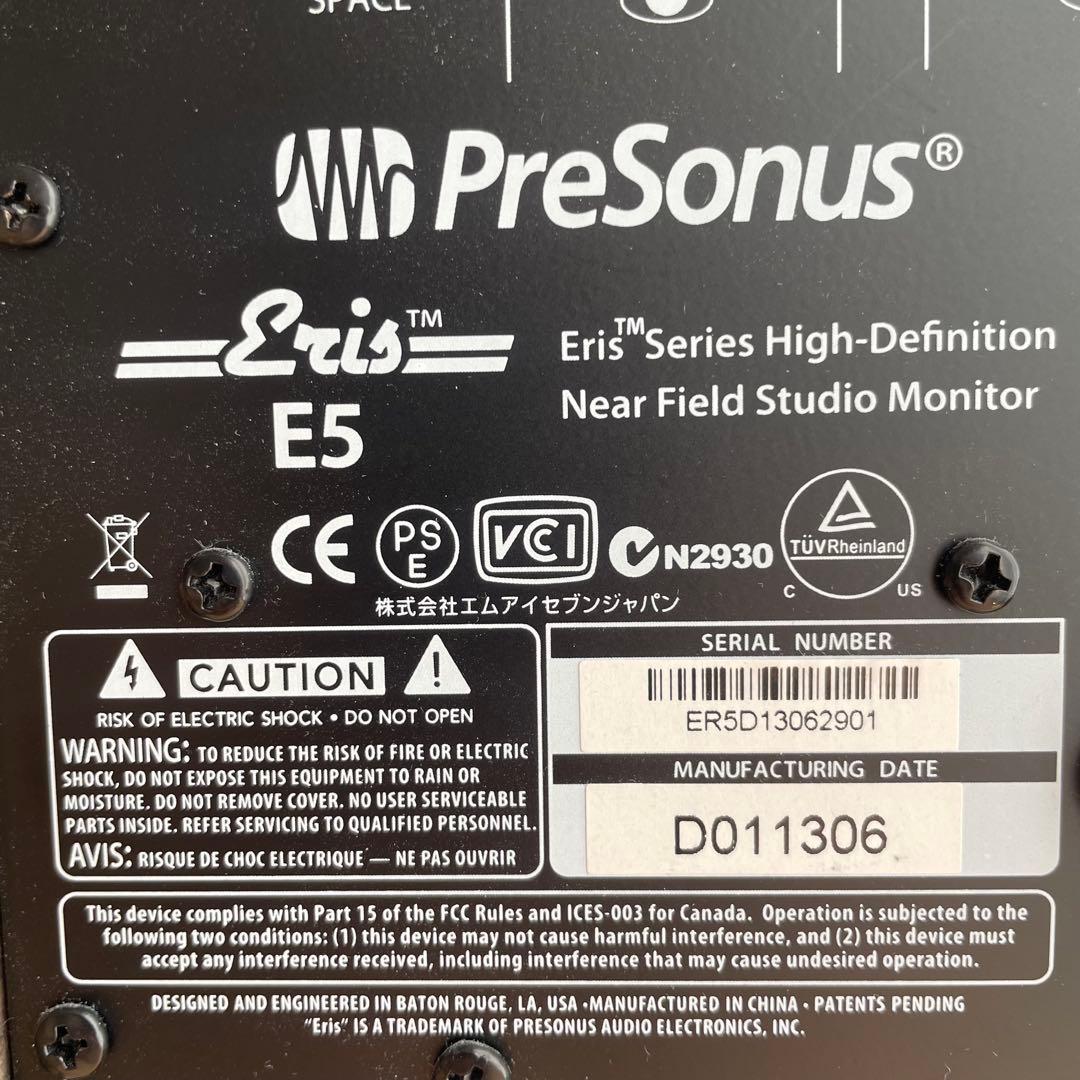 SPACE
PreSonus®
Eris™
E5
Eris™Series High-Definition
Near Field Studio Monitor
CE
PS
E
VCI
N2930
TÜVRheinland
C US
株式会社エムアイセブンジャパン
CAUTION
RISK OF ELECTRIC SHOCK • DO NOT OPEN
WARNING: TO REDUCE THE RISK OF FIRE OR ELECTRIC
SHOCK, DO NOT EXPOSE THIS EQUIPMENT TO RAIN OR
MOISTURE. DO NOT REMOVE COVER. NO USER SERVICEABLE
PARTS INSIDE. REFER SERVICING TO QUALIFIED PERSONNEL.
AVIS: RISQUE DE CHOC ELECTRIQUE — NE PAS OUVRIR
SERIAL NUMBER
ER5D13062901
MANUFACTURING DATE
D011306
This device complies with Part 15 of the FCC Rules and ICES-003 for Canada. Operation is subjected to the
following two conditions: (1) this device may not cause harmful interference, and (2) this device must
accept any interference received, including interference that may cause undesired operation.
DESIGNED AND ENGINEERED IN BATON ROUGE, LA, USA •MANUFACTURED IN CHINA • PATENTS PENDING
"Eris" IS A TRADEMARK OF PRESONUS AUDIO ELECTRONICS, INC.